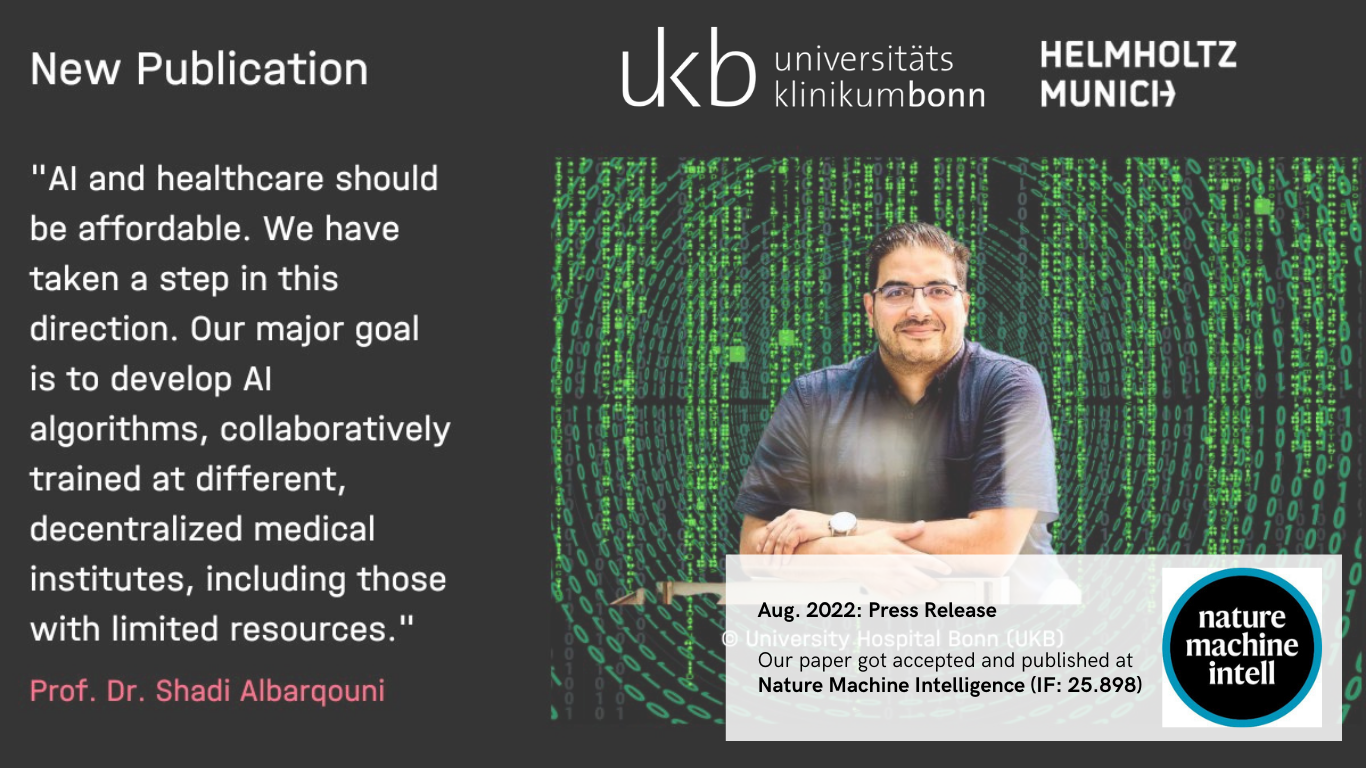 New Publication
ukb universitäts
klinikumbonn
HELMHOLTZ
MUNICH
"AI and healthcare should
be affordable. We have
taken a step in this
direction. Our major goal
is to develop AI
algorithms, collaboratively
trained at different,
decentralized medical
institutes, including those
with limited resources."
Prof. Dr. Shadi Albarqouni
Aug. 2022: Press Release
© University Hospital Bonn (UKB)
Our paper got accepted and published at
Nature Machine Intelligence (IF: 25.898)
nature
machine
intell